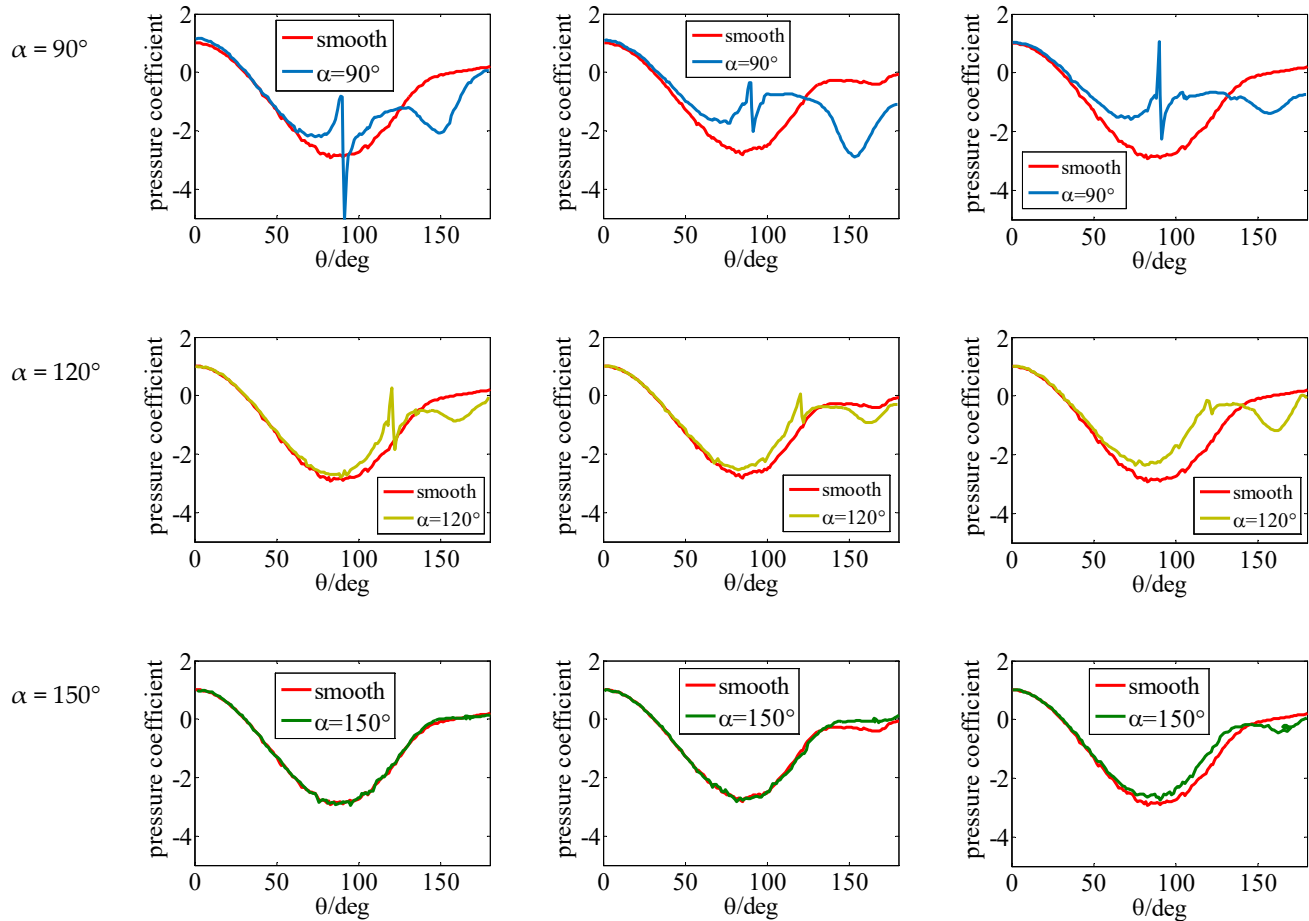 α = 90°
pressure coefficient
2
0
-2
-4
0
50
100
150
θ/deg
smooth
α=90°
pressure coefficient
2
0
-2
-4
0
50
100
150
θ/deg
smooth
α=90°
pressure coefficient
2
0
-2
-4
0
50
100
150
θ/deg
smooth
α=90°
α = 120°
pressure coefficient
2
0
-2
-4
0
50
100
150
θ/deg
smooth
α=120°
pressure coefficient
2
0
-2
-4
0
50
100
150
θ/deg
smooth
α=120°
pressure coefficient
2
0
-2
-4
0
50
100
150
θ/deg
smooth
α=120°
α = 150°
pressure coefficient
2
0
-2
-4
0
50
100
150
θ/deg
smooth
α=150°
pressure coefficient
2
0
-2
-4
0
50
100
150
θ/deg
smooth
α=150°
pressure coefficient
2
0
-2
-4
0
50
100
150
θ/deg
smooth
α=150°